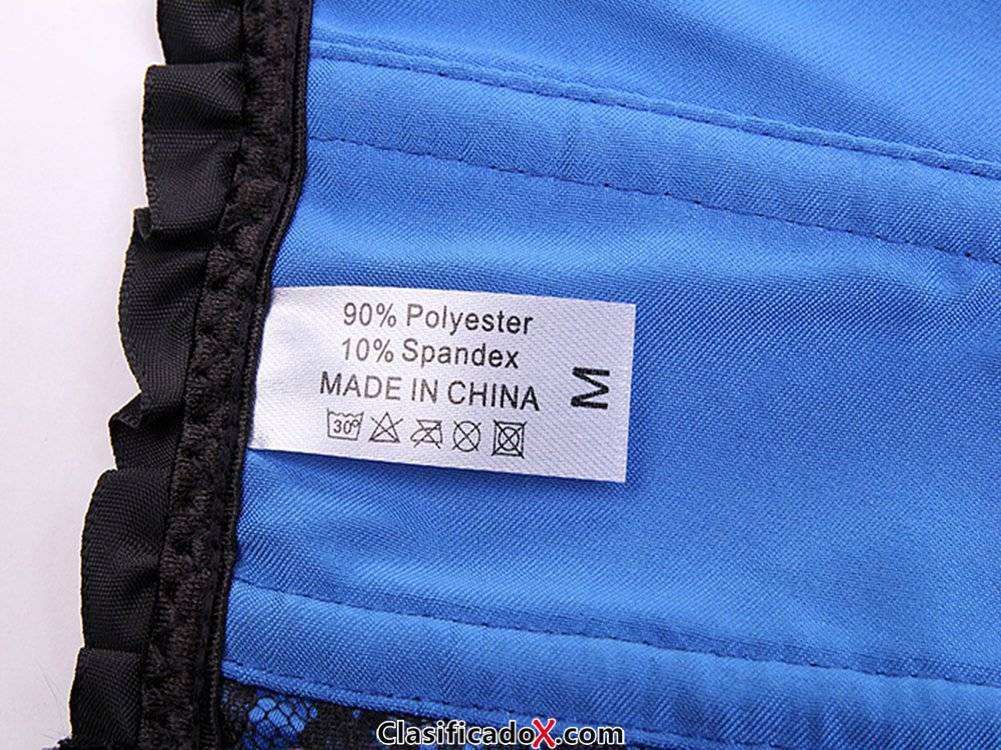 90% Polyester
10% Spandex
MADE IN CHINA
30°
M
ClasificadoX.com